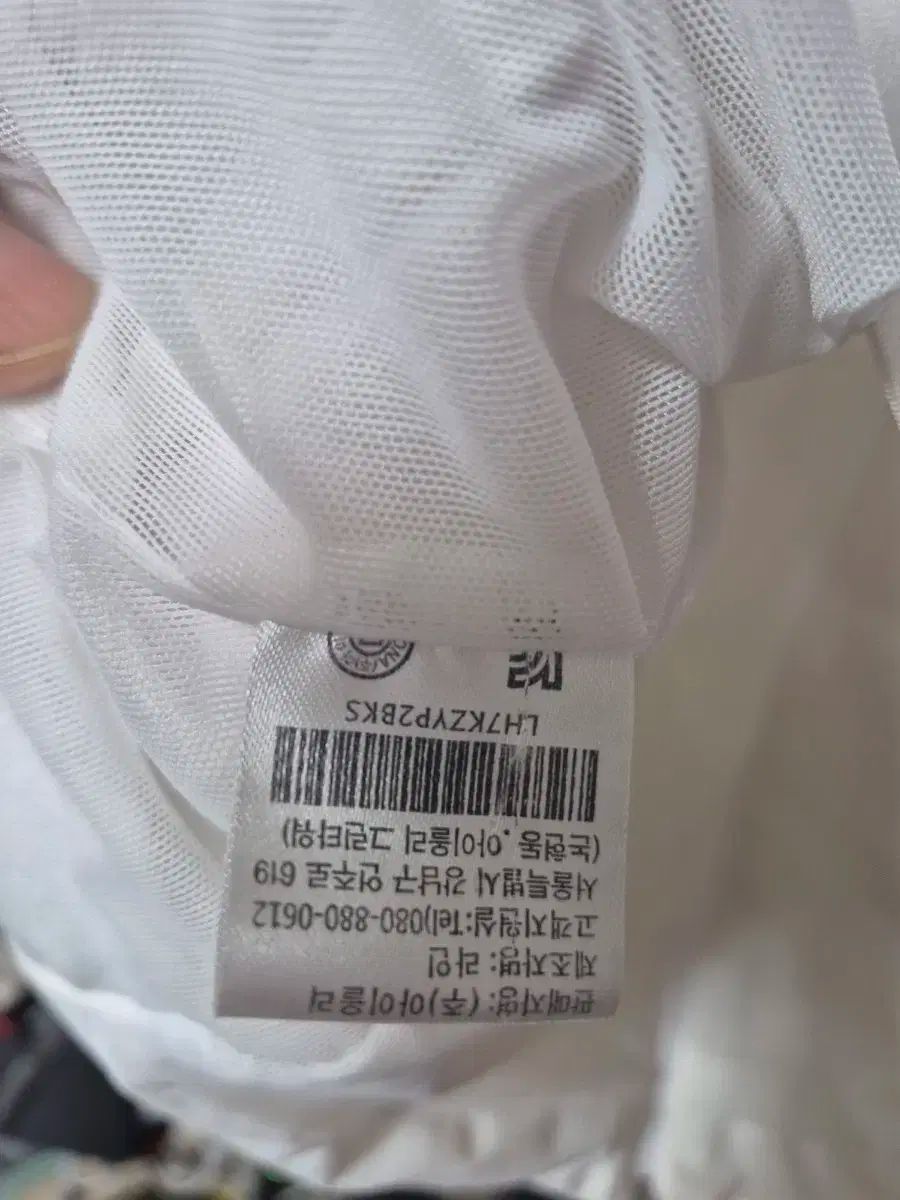 판매자명: (주)아이올리
제조자명: 라인
고객지원실:Tel)080-880-0612
서울특별시 강남구 언주로 619
(논현동, 아이올리 그린타워)
LH7KZYP2BKS